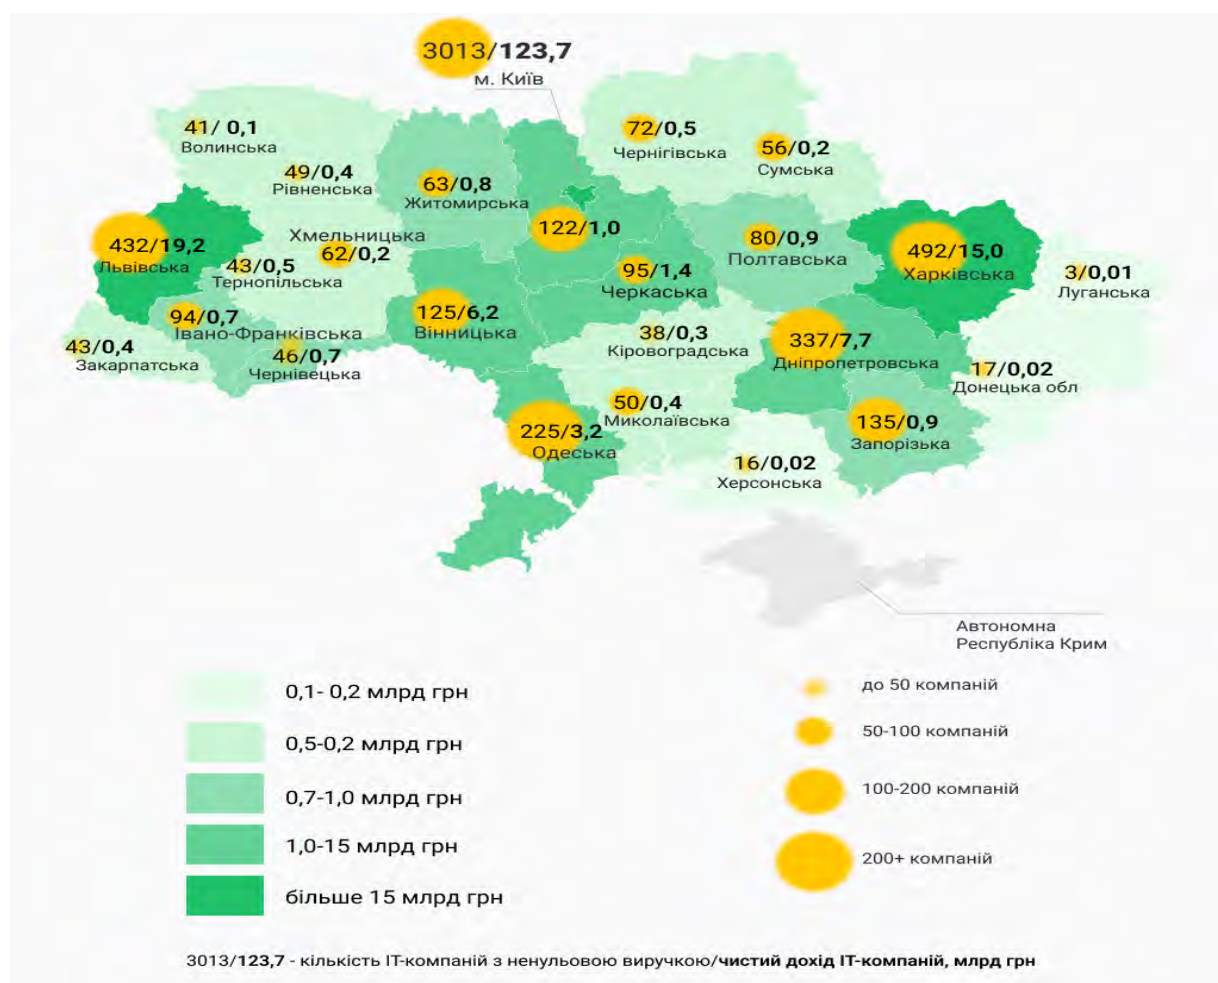 3013/123,7
м. Київ
41/ 0,1
Волинська
49/0,4
Рівненська
63/0,8
Житомирська
72/0,5
Чернігівська
56/0,2
Сумська
432/19,2
Львівська
43/0,5
Тернопільська
Хмельницька
62/0,2
122/1,0
95/1,4
Черкаська
80/0,9
Полтавська
492/15,0
Харківська
3/0,01
Луганська
43/0,4
Закарпатська
94/0,7
Івано-Франківська
46/0,7
Чернівецька
125/6,2
Вінницька
38/0,3
Кіровоградська
337/7,7
Дніпропетровська
17/0,02
Донецька обл
225/3,2
Одеська
50/0,4
Миколаївська
135/0,9
Запорізька
16/0,02
Херсонська
Автономна
Республіка Крим
0,1- 0,2 млрд грн
0,5-0,2 млрд грн
0,7-1,0 млрд грн
1,0-15 млрд грн
більше 15 млрд грн
до 50 компаній
50-100 компаній
100-200 компаній
200+ компаній
3013/123,7 - кількість ІТ-компаній з ненульовою виручкою/чистий дохід ІТ-компаній, млрд грн